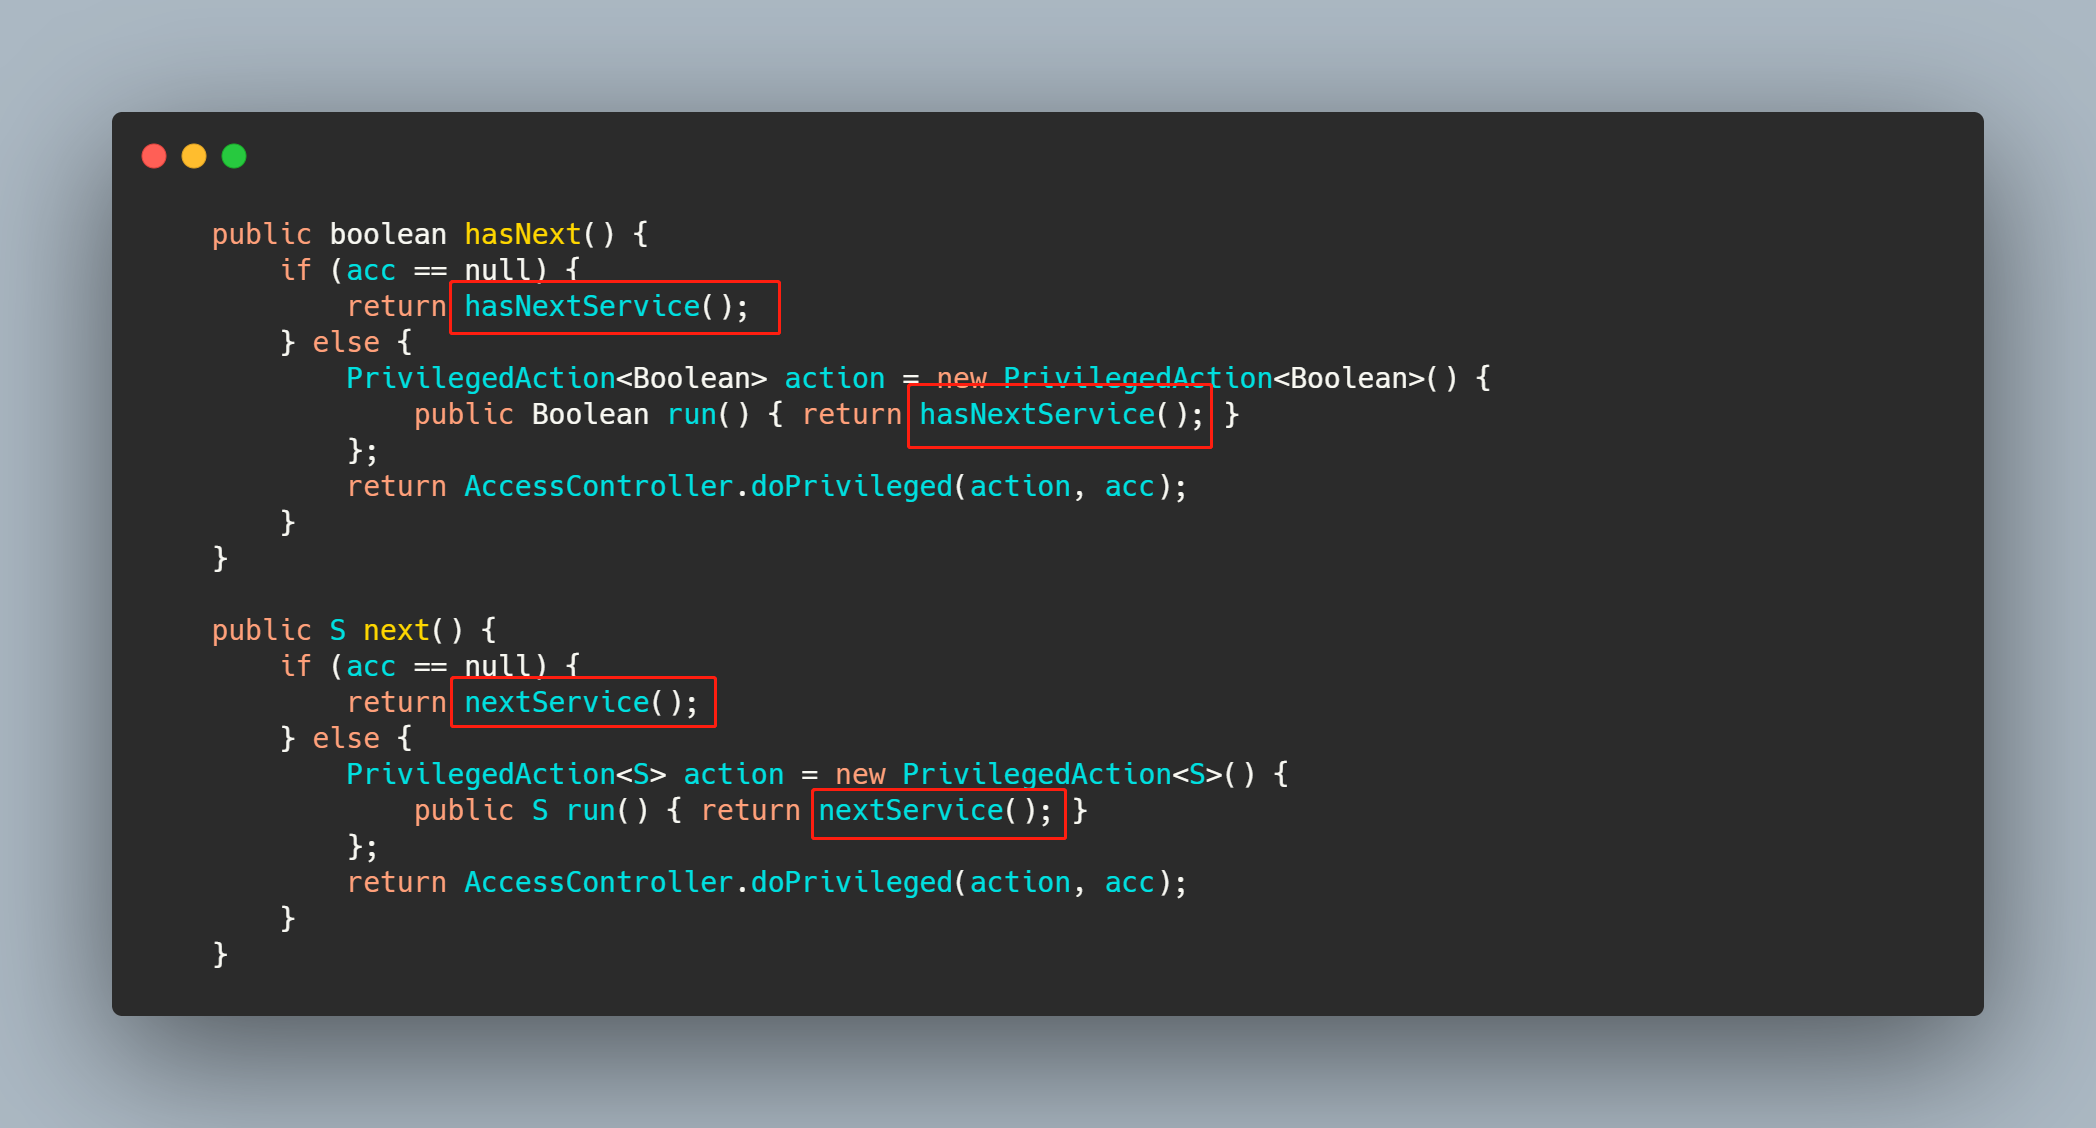 public boolean hasNext() {
    if (acc == null) {
        return hasNextService();
    } else {
        PrivilegedAction<Boolean> action = new PrivilegedAction<Boolean>() {
            public Boolean run() { return hasNextService(); }
        };
        return AccessController.doPrivileged(action, acc);
    }
}

public S next() {
    if (acc == null) {
        return nextService();
    } else {
        PrivilegedAction<S> action = new PrivilegedAction<S>() {
            public S run() { return nextService(); }
        };
        return AccessController.doPrivileged(action, acc);
    }
}